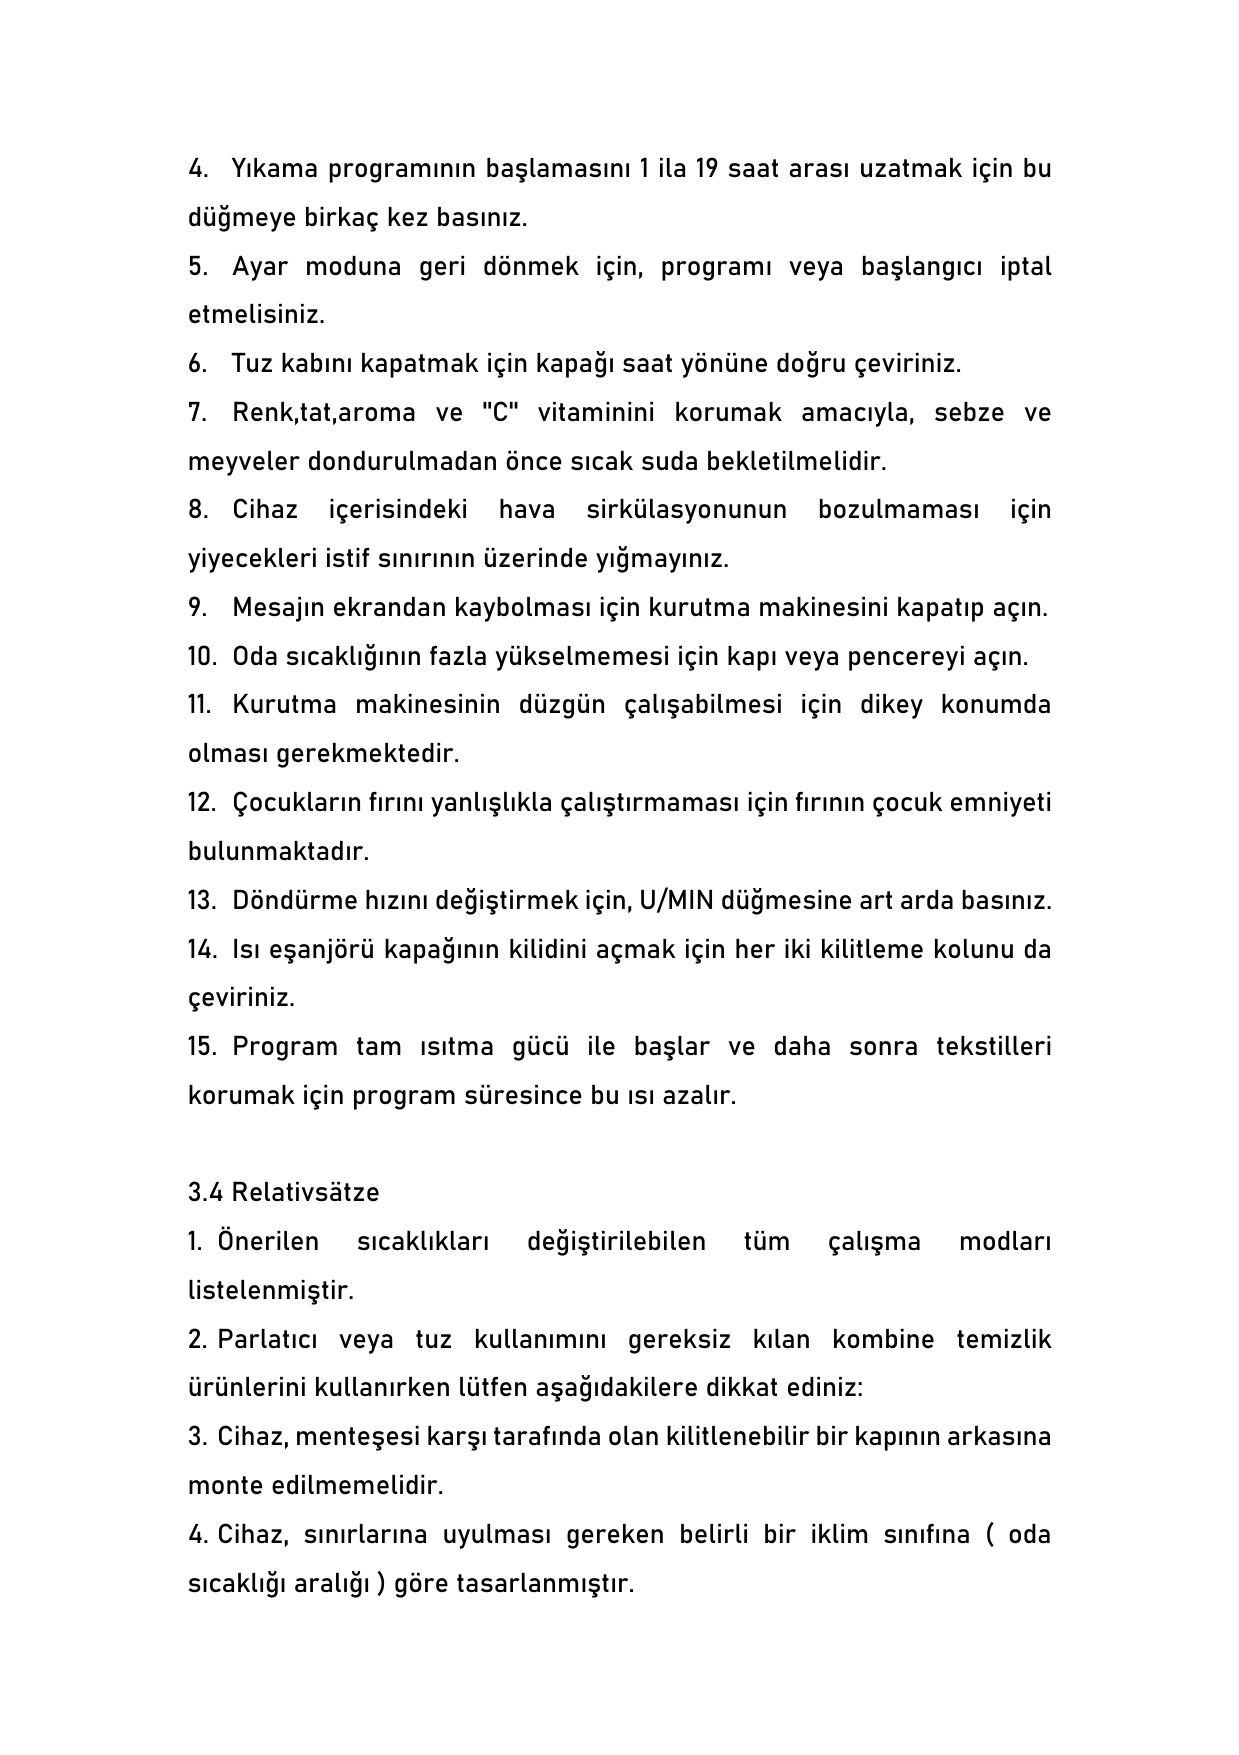 4. Yıkama programının başlamasını 1 ila 19 saat arası uzatmak için bu
düğmeye birkaç kez basınız.
5. Ayar moduna geri dönmek için, programı veya başlangıcı iptal
etmelisiniz.
6. Tuz kabını kapatmak için kapağı saat yönüne doğru çeviriniz.
7. Renk,tat,aroma ve "C" vitaminini korumak amacıyla, sebze ve
meyveler dondurulmadan önce sıcak suda bekletilmelidir.
8. Cihaz içerisindeki hava sirkülasyonunun bozulmaması için
yiyecekleri istif sınırının üzerinde yığmayınız.
9. Mesajın ekrandan kaybolması için kurutma makinesini kapatıp açın.
10. Oda sıcaklığının fazla yükselmemesi için kapı veya pencereyi açın.
11. Kurutma makinesinin düzgün çalışabilmesi için dikey konumda
olması gerekmektedir.
12. Çocukların fırını yanlışlıkla çalıştırmaması için fırının çocuk emniyeti
bulunmaktadır.
13. Döndürme hızını değiştirmek için, U/MIN düğmesine art arda basınız.
14. Isı eşanjörü kapağının kilidini açmak için her iki kilitleme kolunu da
çeviriniz.
15. Program tam ısıtma gücü ile başlar ve daha sonra tekstilleri
korumak için program süresince bu ısı azalır.
3.4 Relativsätze
1. Önerilen sıcaklıkları değiştirilebilen tüm çalışma modları
listelenmiştir.
2. Parlatıcı veya tuz kullanımını gereksiz kılan kombine temizlik
ürünlerini kullanırken lütfen aşağıdakilere dikkat ediniz:
3. Cihaz, menteşesi karşı tarafında olan kilitlenebilir bir kapının arkasına
monte edilmemelidir.
4. Cihaz, sınırlarına uyulması gereken belirli bir iklim sınıfına ( oda
sıcaklığı aralığı ) göre tasarlanmıştır.